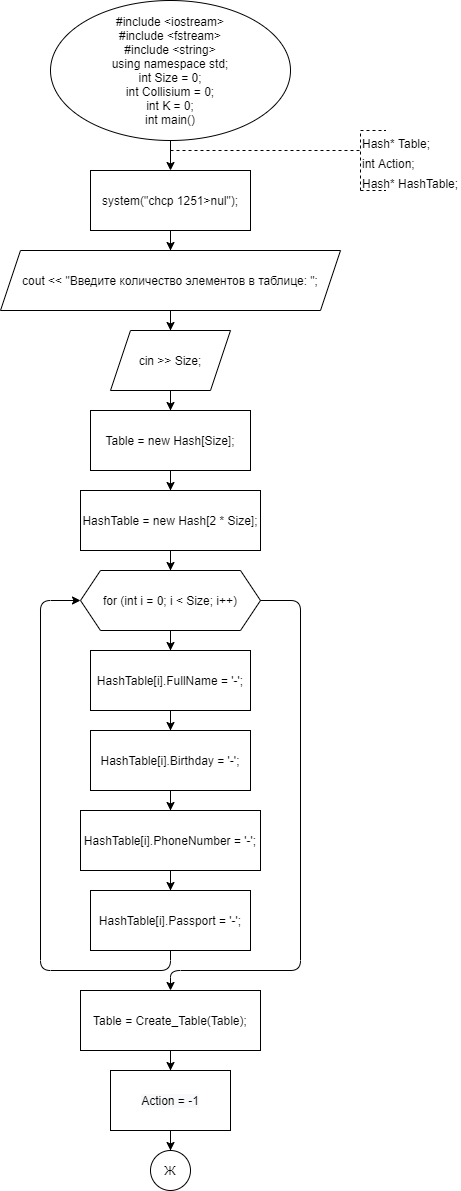 #include <iostream>
#include <fstream>
#include <string>
using namespace std;
int Size = 0;
int Collisium = 0;
int K = 0;
int main()
Hash* Table;
int Action;
Hash* HashTable;
system("chcp 1251>nul");
cout << "Введите количество элементов в таблице: ";
cin >> Size;
Table = new Hash[Size];
HashTable = new Hash[2 * Size];
for (int i = 0; i < Size; i++)
HashTable[i].FullName = '-';
HashTable[i].Birthday = '-';
HashTable[i].PhoneNumber = '-';
HashTable[i].Passport = '-';
Table = Create_Table(Table);
Action = -1
Ж